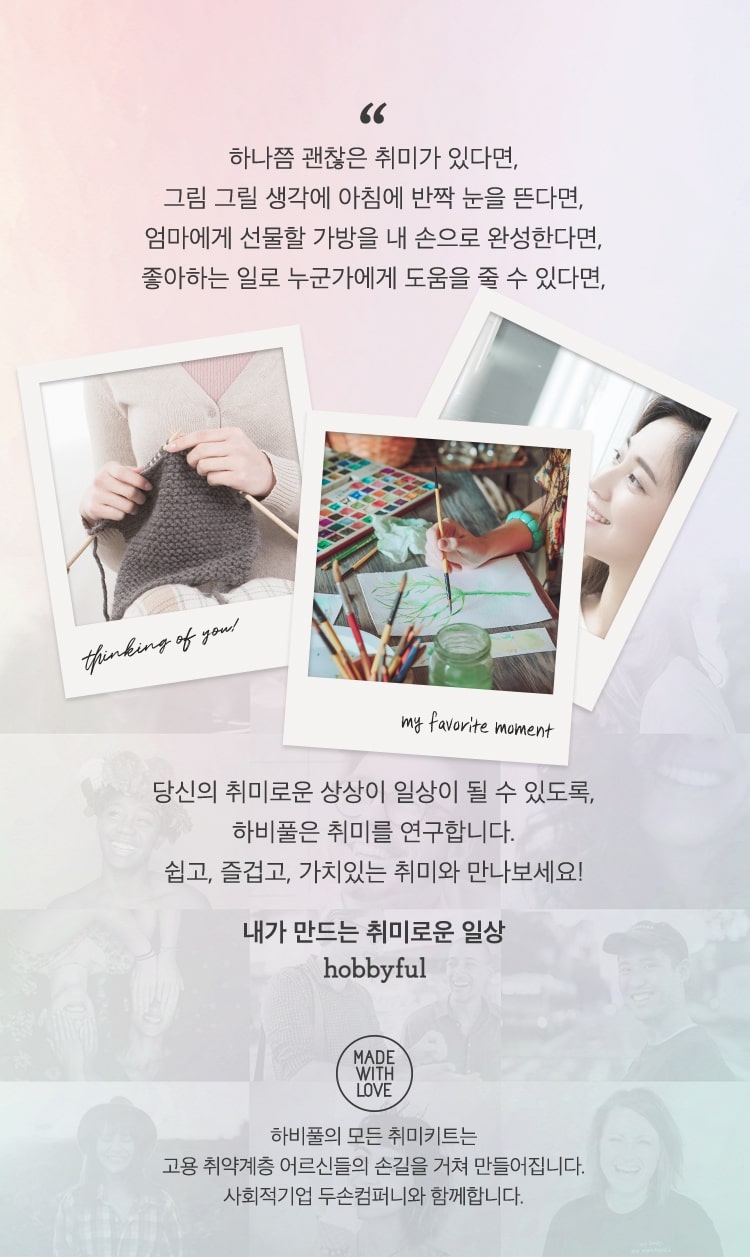 “
하나쯤 괜찮은 취미가 있다면,
그림 그릴 생각에 아침에 반짝 눈을 뜬다면,
엄마에게 선물할 가방을 내 손으로 완성한다면,
좋아하는 일로 누군가에게 도움을 줄 수 있다면,
thinking of you!
my favorite moment
당신의 취미로운 상상이 일상이 될 수 있도록,
하비풀은 취미를 연구합니다.
쉽고, 즐겁고, 가치있는 취미와 만나보세요!
내가 만드는 취미로운 일상
hobbyful
MADE
WITH
LOVE
하비풀의 모든 취미키트는
고용 취약계층 어르신들의 손길을 거쳐 만들어집니다.
사회적기업 두손컴퍼니와 함께합니다.